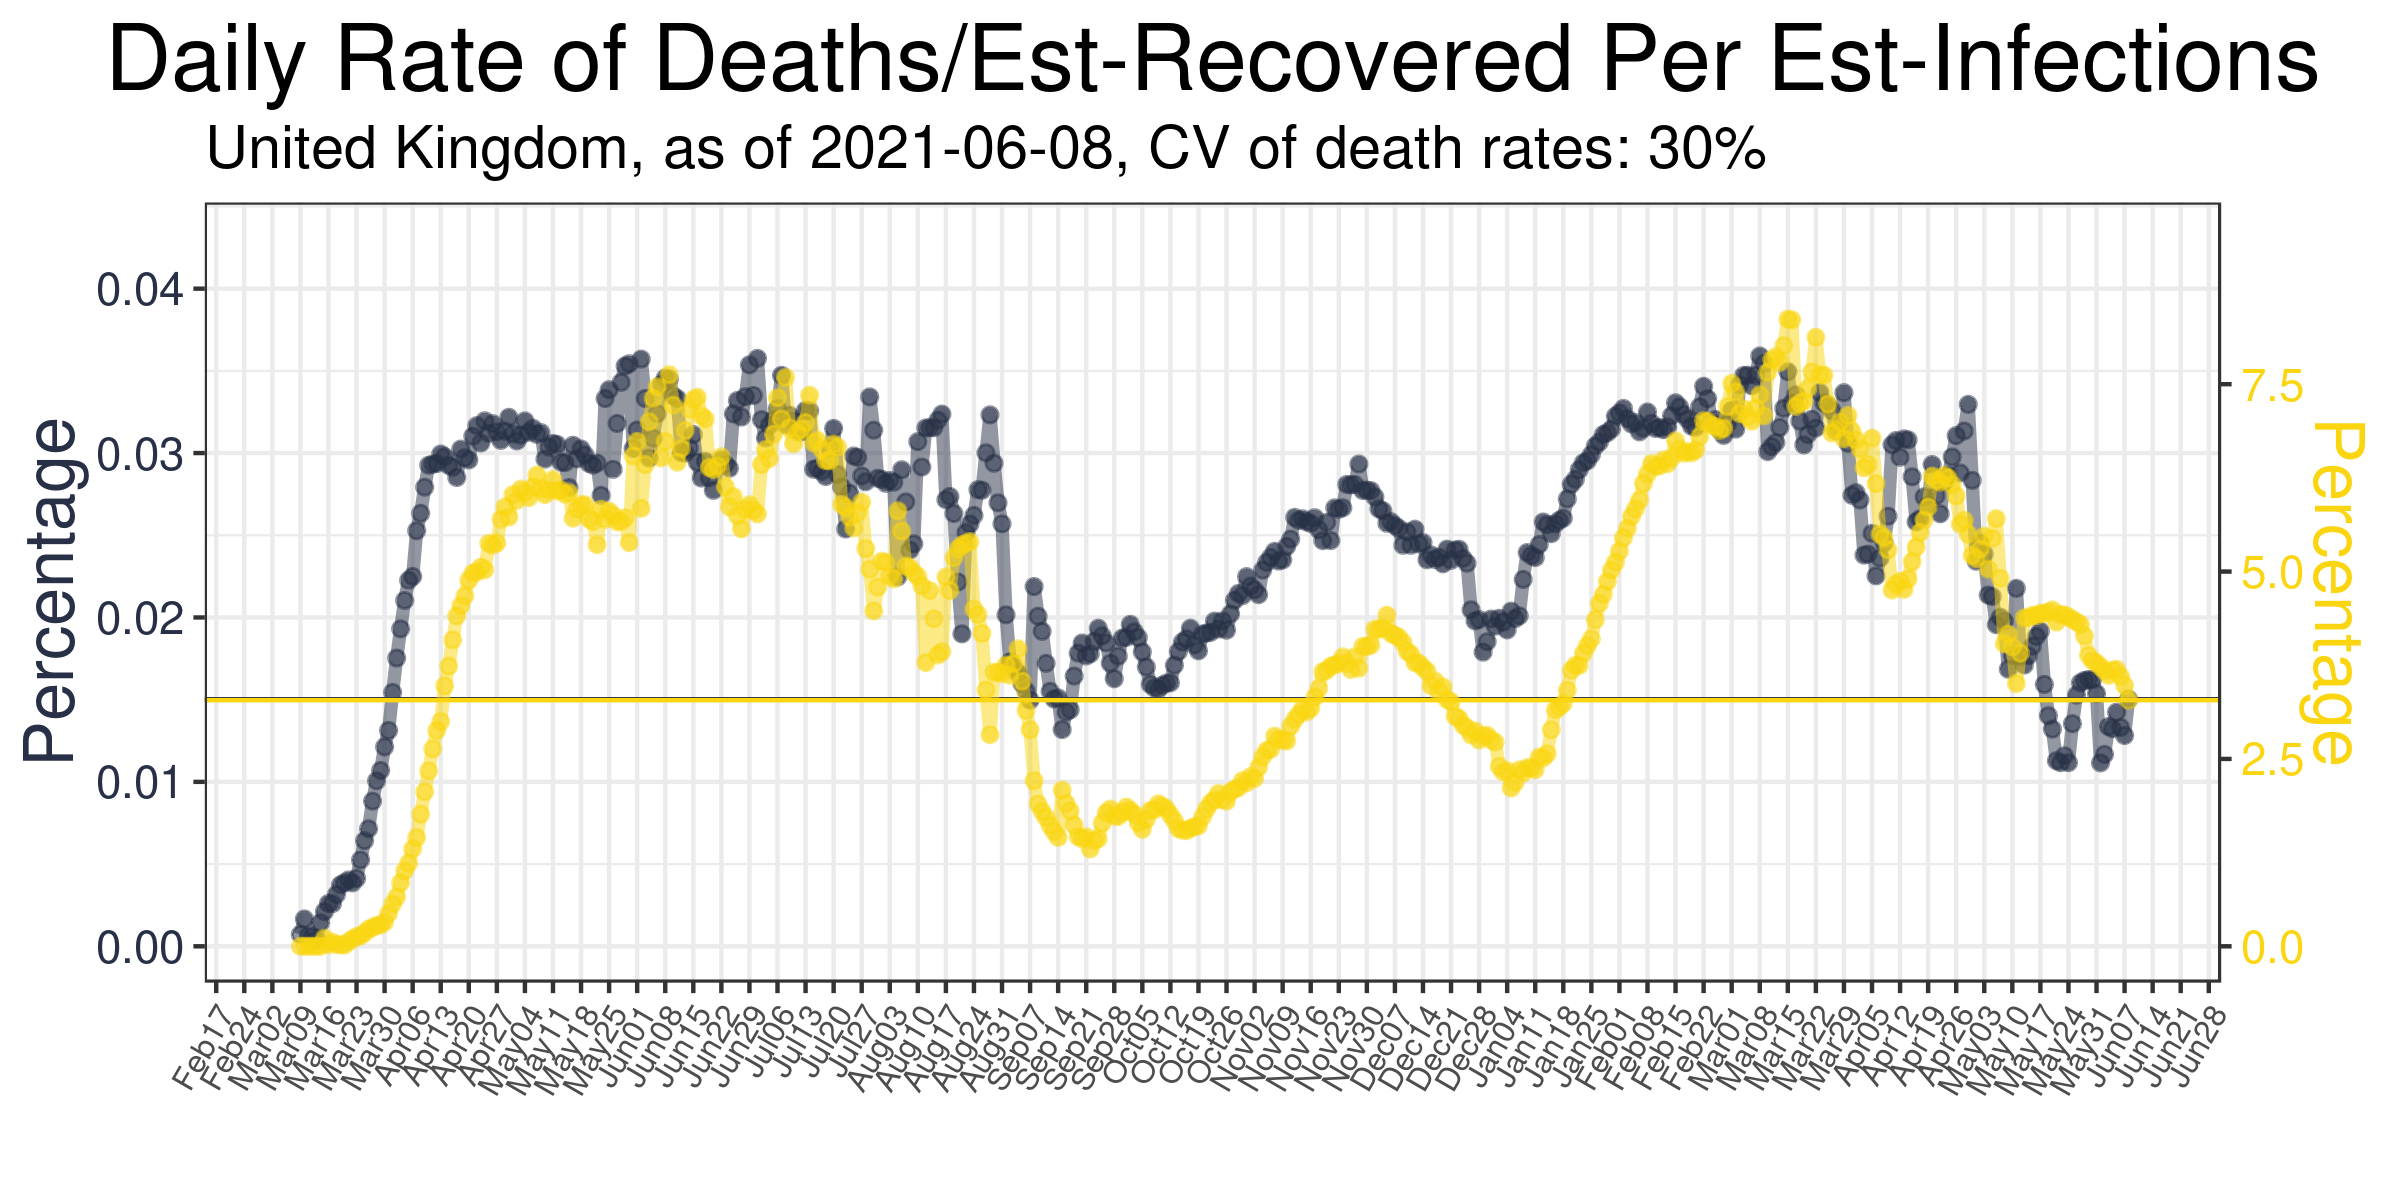 Daily Rate of Deaths/Est-Recovered Per Est-Infections
United Kingdom, as of 2021-06-08, CV of death rates: 30%
Percentage
0.04
0.03
0.02
0.01
0.00
7.5
5.0
2.5
0.0
Percentage
Feb17
Feb24
Mar02
Mar09
Mar16
Mar23
Mar30
Apr06
Apr13
Apr20
Apr27
May04
May11
May18
May25
Jun01
Jun08
Jun15
Jun22
Jun29
Jul06
Jul13
Jul20
Jul27
Aug03
Aug10
Aug17
Aug24
Aug31
Sep07
Sep14
Sep21
Sep28
Oct05
Oct12
Oct19
Oct26
Nov02
Nov09
Nov16
Nov23
Nov30
Dec07
Dec14
Dec21
Dec28
Jan04
Jan11
Jan18
Jan25
Feb01
Feb08
Feb15
Feb22
Mar01
Mar08
Mar15
Mar22
Mar29
Apr05
Apr12
Apr19
Apr26
May03
May10
May17
May24
May31
Jun07
Jun14
Jun21
Jun28